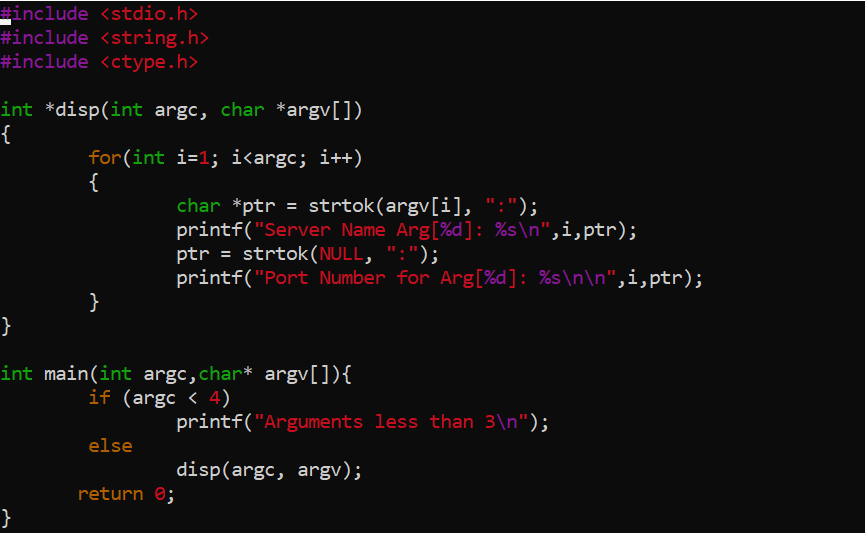 #include <stdio.h>
#include <string.h>
#include <ctype.h>

int *disp(int argc, char *argv[])
{
        for(int i=1; i<argc; i++)
        {
                char *ptr = strtok(argv[i], ":");
                printf("Server Name Arg[%d]: %s\n",i,ptr);
                ptr = strtok(NULL, ":");
                printf("Port Number for Arg[%d]: %s\n\n",i,ptr);
        }
}

int main(int argc,char* argv[]){
        if (argc < 4)
                printf("Arguments less than 3\n");
        else
                disp(argc, argv);
       return 0;
}